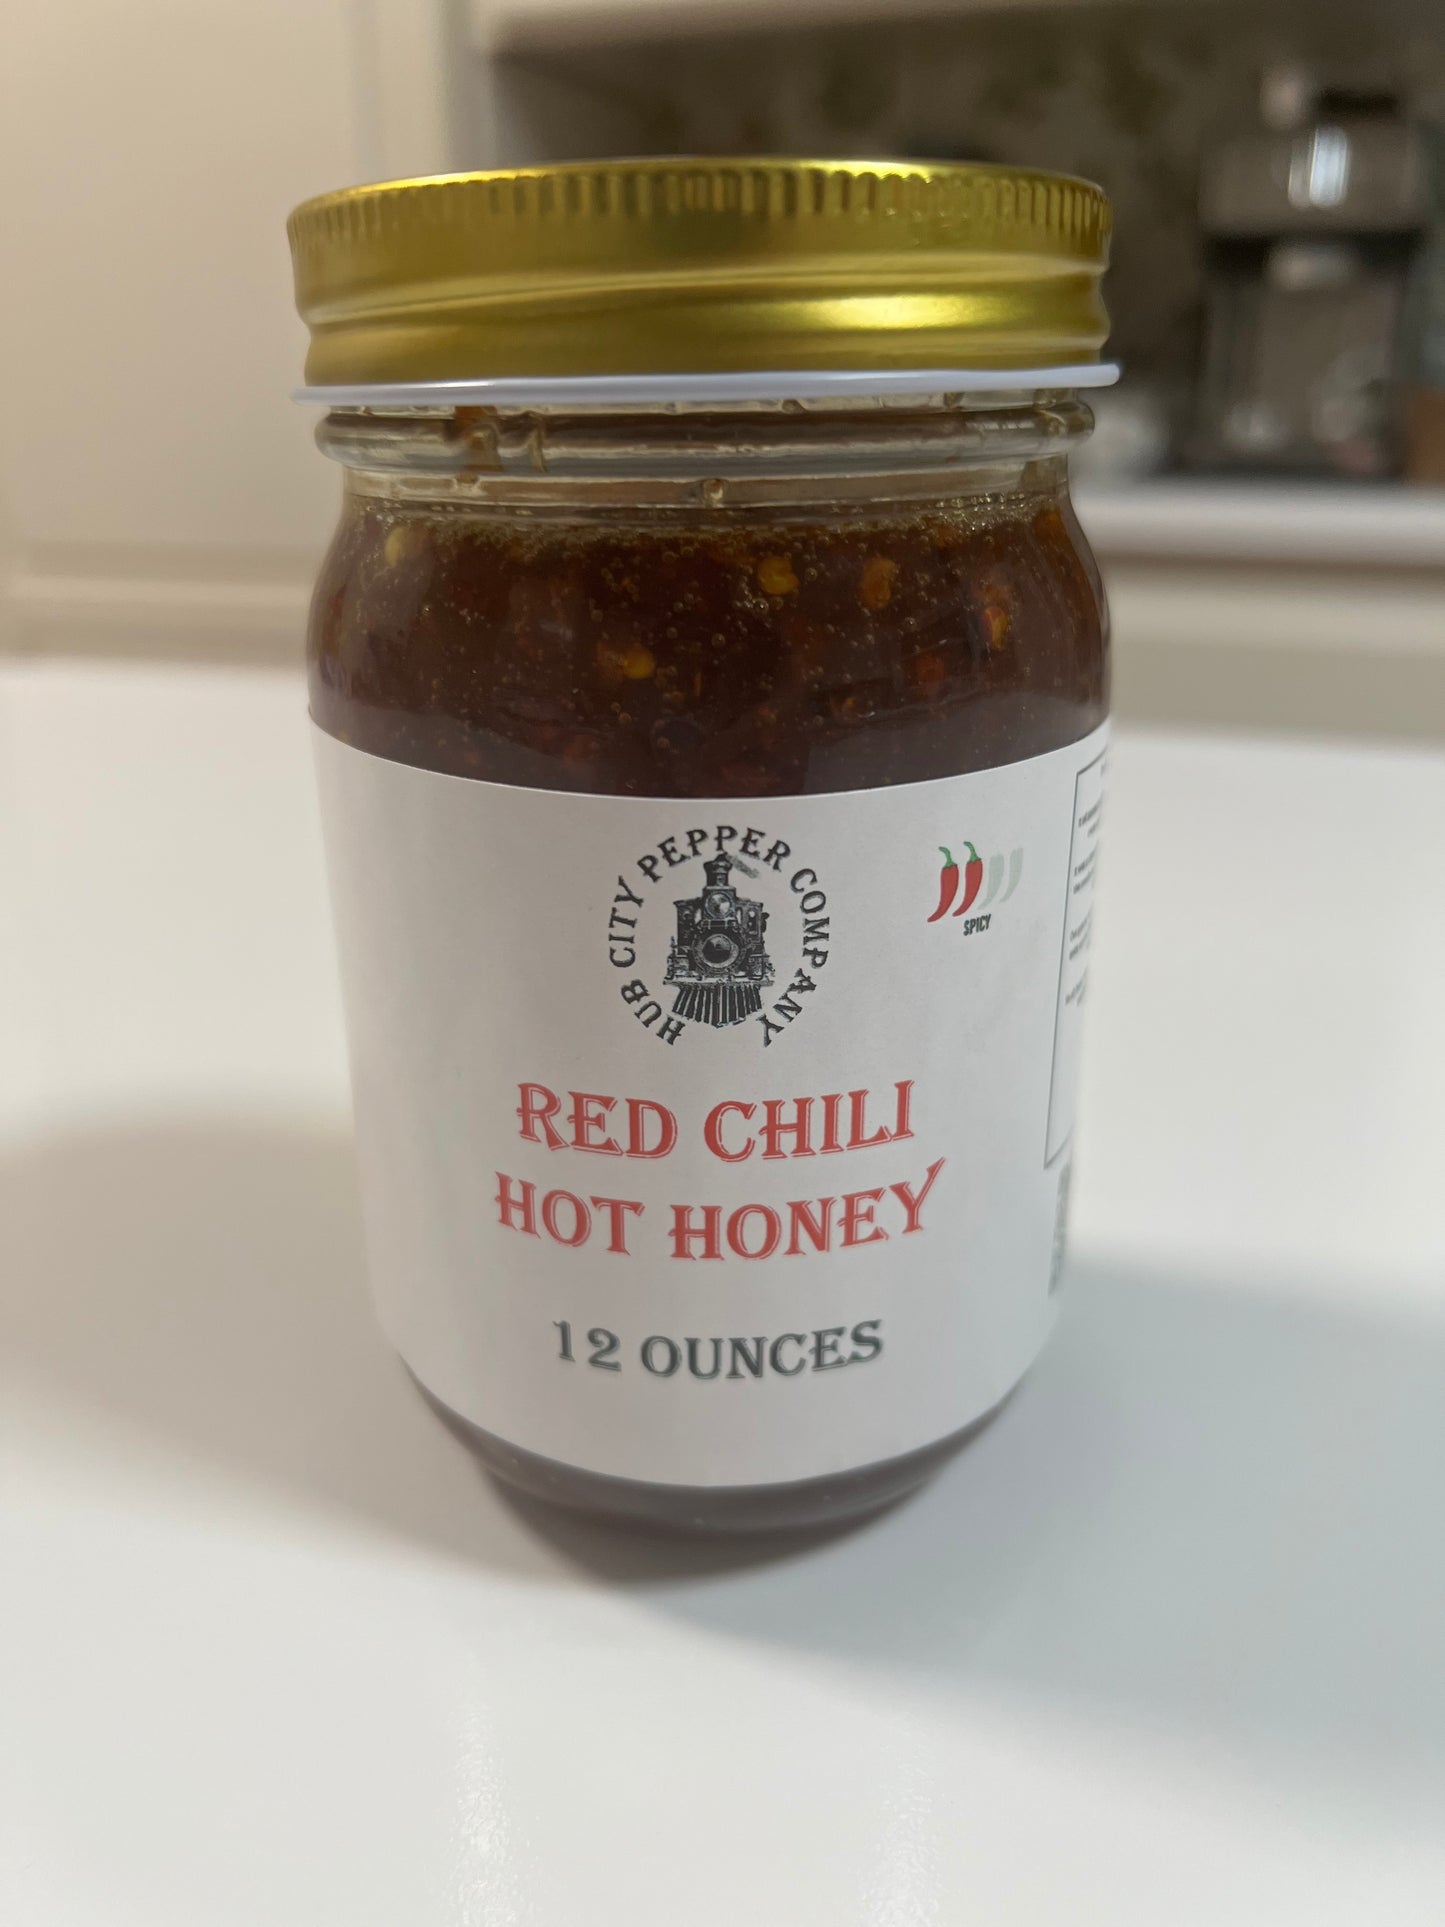 HUB CITY PEPPER COMPANY
SPICY
RED CHILI
HOT HONEY
12 OUNCES